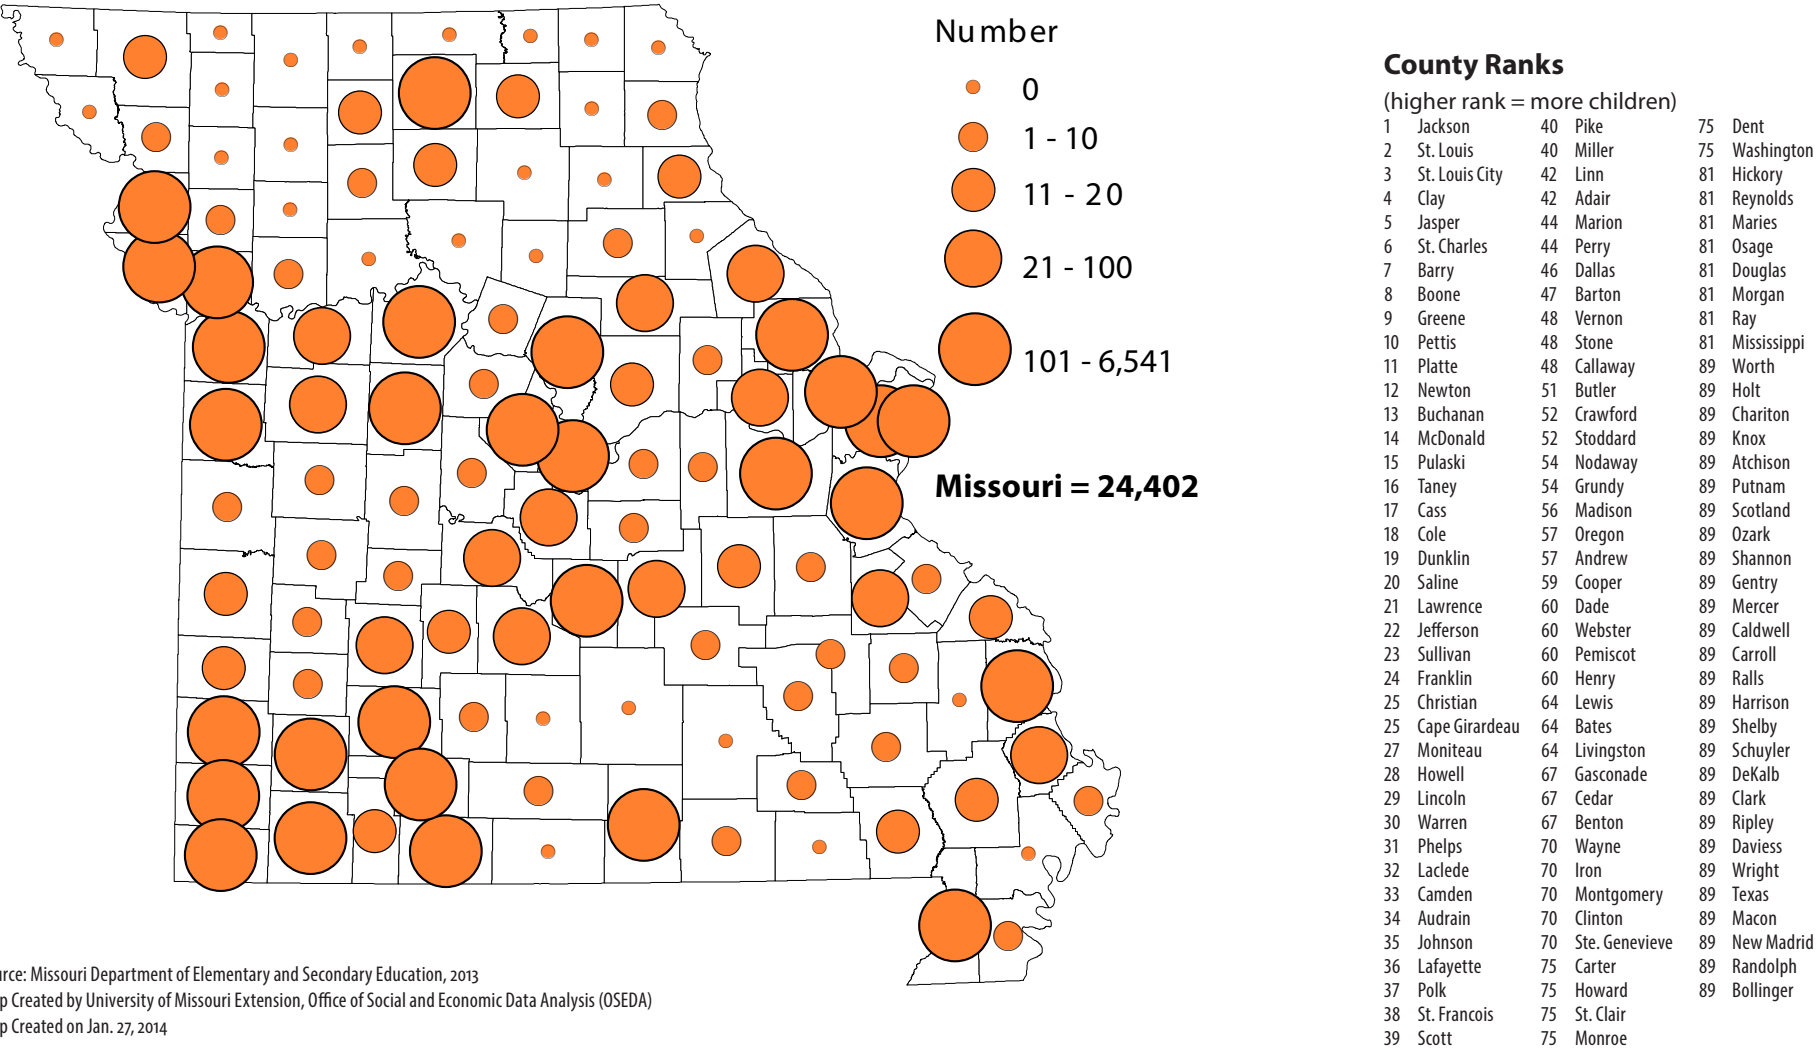 Number
0
1 - 10
11 - 20
21 - 100
101 - 6,541
Missouri = 24,402
County Ranks
(higher rank = more children)
1 Jackson
2 St. Louis
3 St. Louis City
4 Clay
5 Jasper
6 St. Charles
7 Barry
8 Boone
9 Greene
10 Pettis
11 Platte
12 Newton
13 Buchanan
14 McDonald
15 Pulaski
16 Taney
17 Cass
18 Cole
19 Dunklin
20 Saline
21 Lawrence
22 Jefferson
23 Sullivan
24 Franklin
25 Christian
25 Cape Girardeau
27 Moniteau
28 Howell
29 Lincoln
30 Warren
31 Phelps
32 Laclede
33 Camden
34 Audrain
35 Johnson
36 Lafayette
37 Polk
38 St. Francois
39 Scott
40 Pike
40 Miller
42 Linn
42 Adair
44 Marion
44 Perry
46 Dallas
47 Barton
48 Vernon
48 Stone
48 Callaway
51 Butler
52 Crawford
52 Stoddard
54 Nodaway
54 Grundy
56 Madison
57 Oregon
57 Andrew
59 Cooper
60 Dade
60 Webster
60 Pemiscot
60 Henry
64 Lewis
64 Bates
64 Livingston
67 Gasconade
67 Cedar
67 Benton
70 Wayne
70 Iron
70 Montgomery
70 Clinton
70 Ste. Genevieve
75 Carter
75 Howard
75 St. Clair
75 Monroe
75 Dent
75 Washington
81 Hickory
81 Reynolds
81 Maries
81 Osage
81 Douglas
81 Morgan
81 Ray
81 Mississippi
89 Worth
89 Holt
89 Chariton
89 Knox
89 Atchison
89 Putnam
89 Scotland
89 Ozark
89 Shannon
89 Gentry
89 Mercer
89 Caldwell
89 Carroll
89 Ralls
89 Harrison
89 Shelby
89 Schuyler
89 DeKalb
89 Clark
89 Ripley
89 Daviess
89 Wright
89 Texas
89 Macon
89 New Madrid
89 Randolph
89 Bollinger
urce: Missouri Department of Elementary and Secondary Education, 2013
p Created by University of Missouri Extension, Office of Social and Economic Data Analysis (OSEDA)
p Created on Jan. 27, 2014